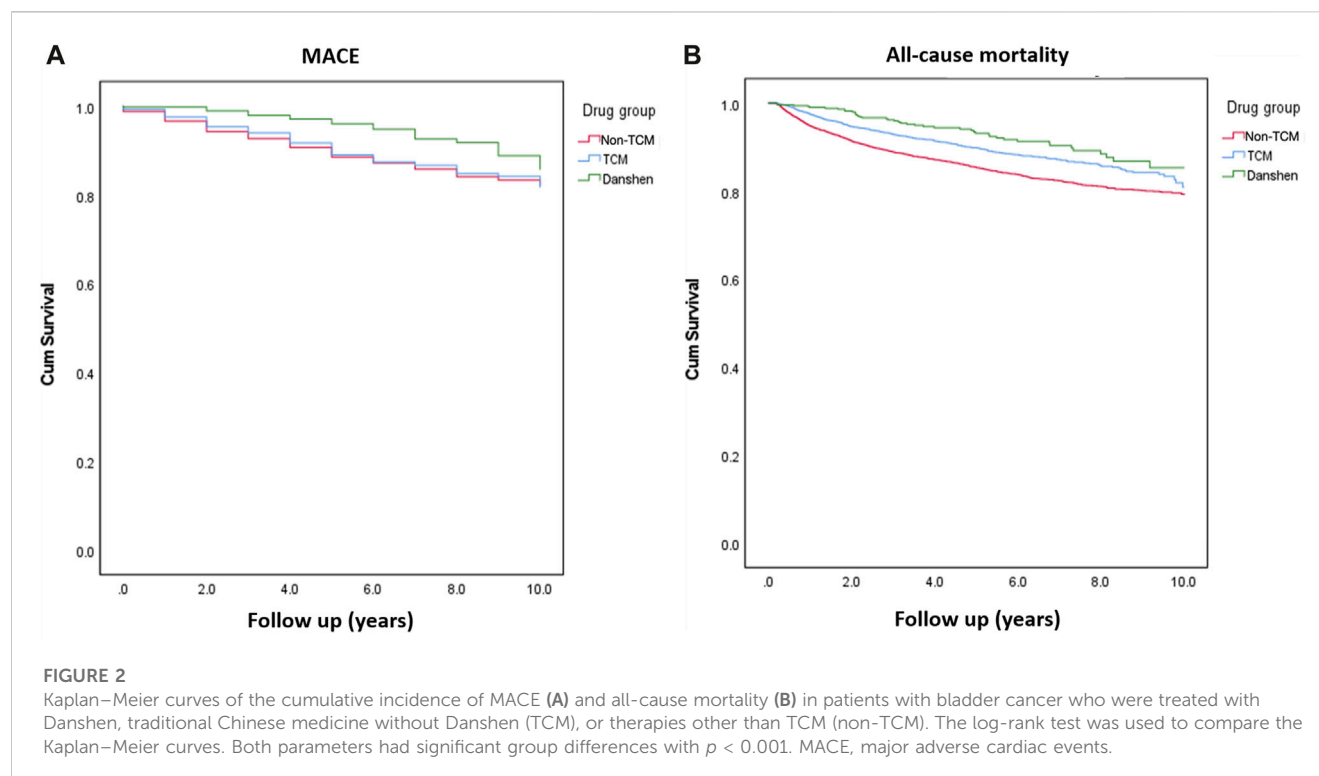 A
MACE
1.0
0.8
0.6
0.4
0.2
0.0
Cum Survival
.0 2.0 4.0 6.0 8.0 10.0
Follow up (years)
Drug group
Non-TCM
TCM
Danshen
B
All-cause mortality
1.0
0.8
0.6
0.4
0.2
0.0
Cum Survival
.0 2.0 4.0 6.0 8.0 10.0
Follow up (years)
Drug group
Non-TCM
TCM
Danshen
FIGURE 2
Kaplan–Meier curves of the cumulative incidence of MACE (A) and all-cause mortality (B) in patients with bladder cancer who were treated with
Danshen, traditional Chinese medicine without Danshen (TCM), or therapies other than TCM (non-TCM). The log-rank test was used to compare the
Kaplan–Meier curves. Both parameters had significant group differences with p < 0.001. MACE, major adverse cardiac events.